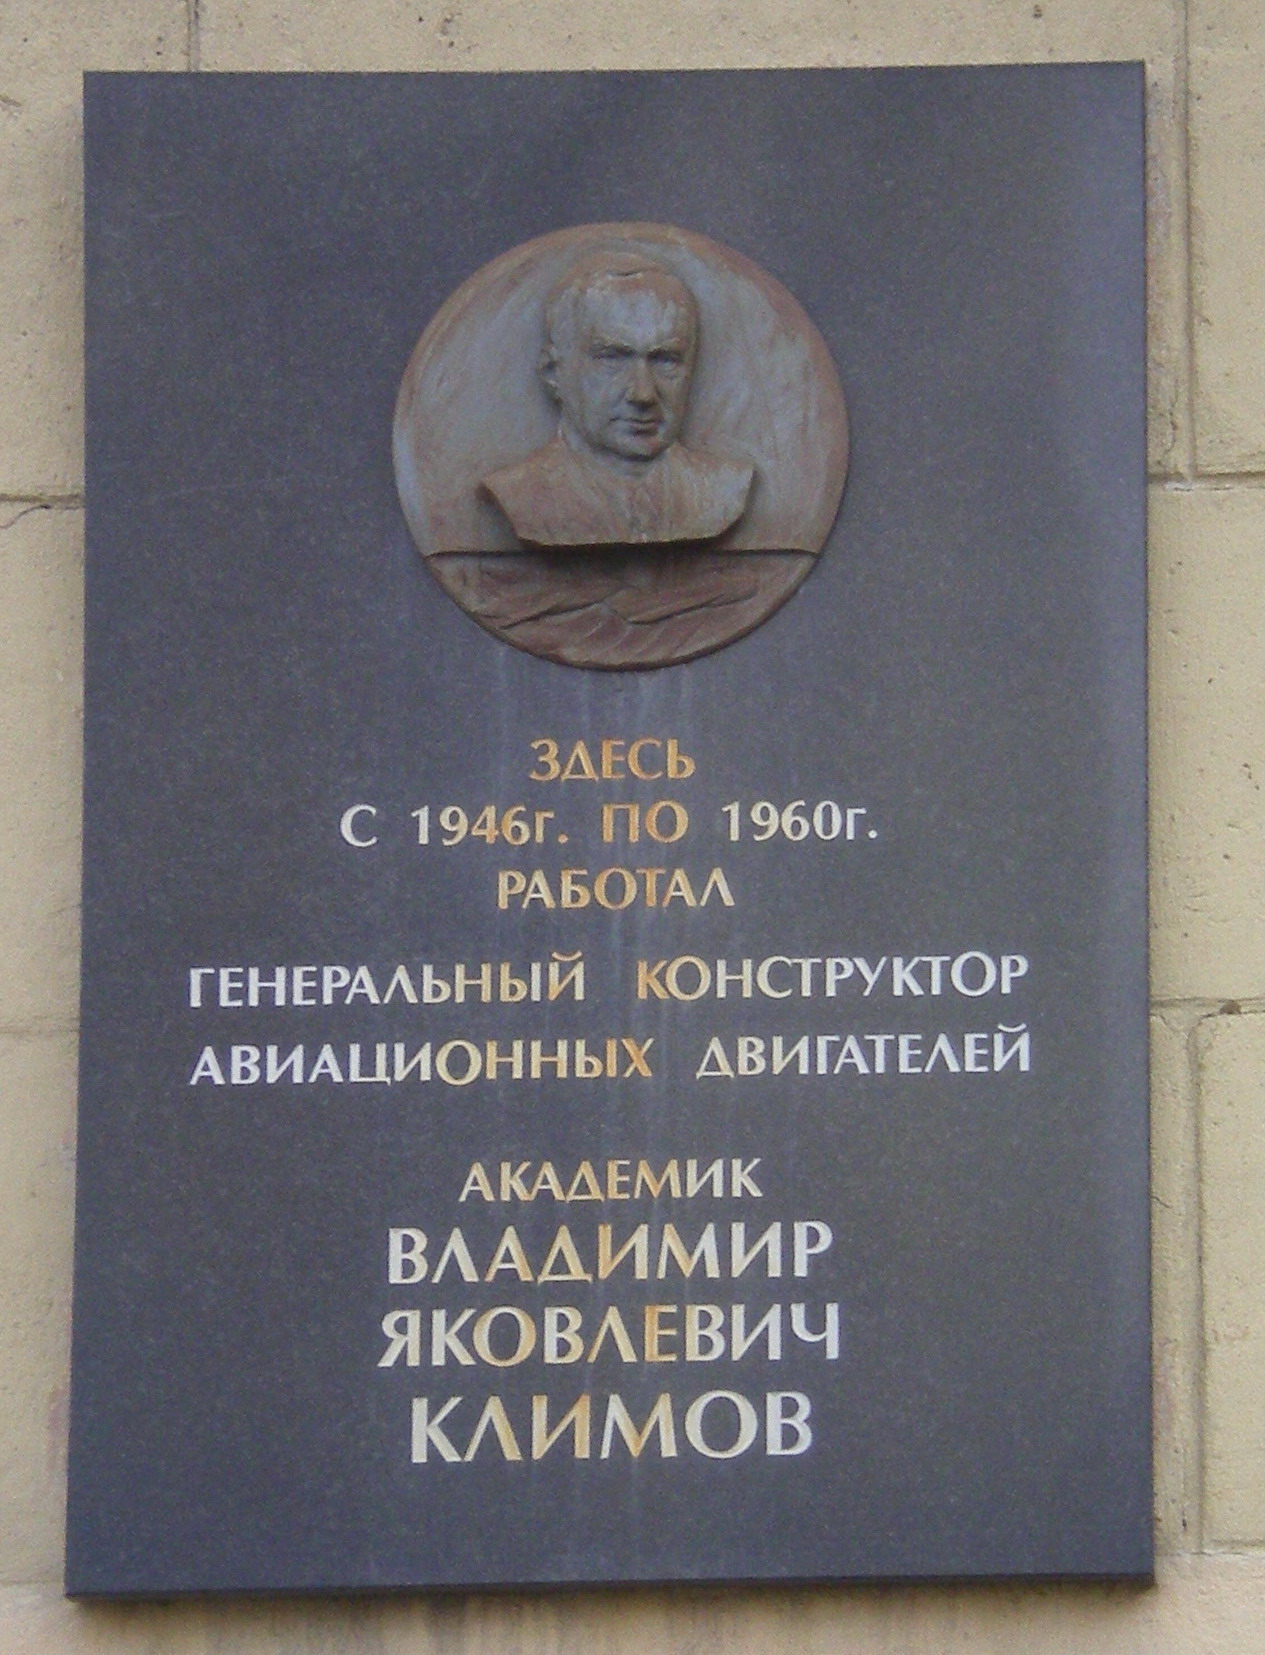 ЗДЕСЬ
С 1946г. ПО 1960г.
РАБОТАЛ
ГЕНЕРАЛЬНЫЙ КОНСТРУКТОР
АВИАЦИОННЫХ ДВИГАТЕЛЕЙ
АКАДЕМИК
ВЛАДИМИР
ЯКОВЛЕВИЧ
КЛИМОВ